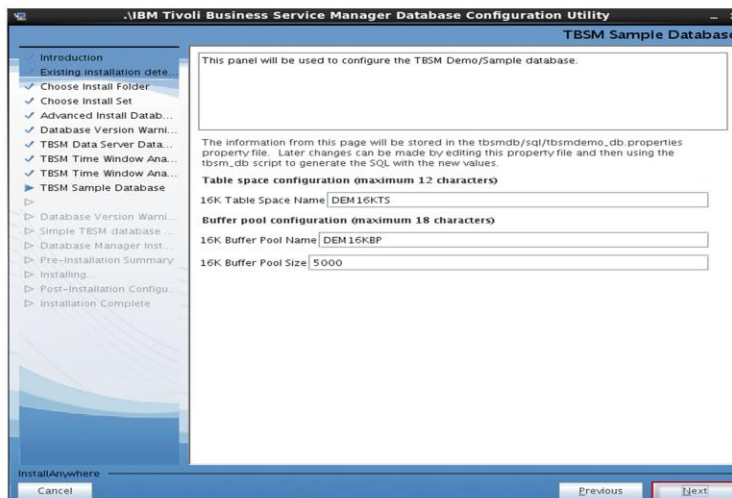 .\IBM Tivoli Business Service Manager Database Configuration Utility
TBSM Sample Database
Introduction
Existing installation dete...
Choose Install Folder
Choose Install Set
Advanced Install Datab...
Database Version Warni...
TBSM Data Server Data...
TBSM Time Window Ana...
TBSM Time Window Ana...
TBSM Sample Database
Database Version Warni...
Simple TBSM database ...
Database Manager Inst...
Pre-Installation Summary
Installing...
Post-Installation Configu...
Installation Complete
This panel will be used to configure the TBSM Demo/Sample database.
The information from this page will be stored in the tbsmdb/sql/tbsmdemo_db.properties
property file. Later changes can be made by editing this property file and then using the
tbsm_db script to generate the SQL with the new values.
Table space configuration (maximum 12 characters)
16K Table Space Name DEM16KTS
Buffer pool configuration (maximum 18 characters)
16K Buffer Pool Name DEM16KBP
16K Buffer Pool Size 5000
InstallAnywhere
Cancel
Previous
Next